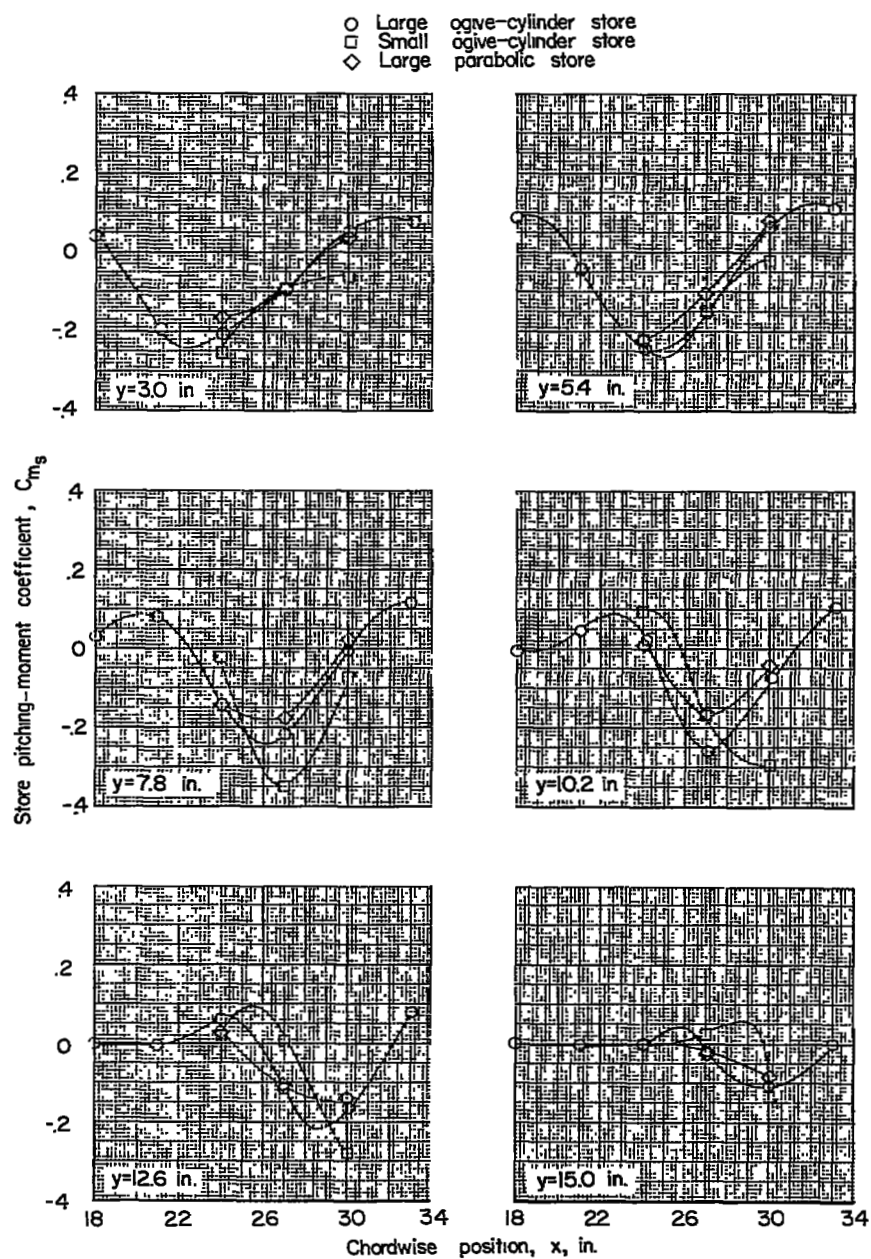 Large ogive-cylinder store
Small ogive-cylinder store
Large parabolic store
.4
.2
0
-.2
-.4
y=3.0 in
y=5.4 in.
Store pitching-moment coefficient, Cms
.4
.2
0
-.2
-.4
y=7.8 in.
y=10.2 in
.4
.2
0
-.2
-.4
y=12.6 in.
y=15.0 in.
18 22 26 30 34
18 22 26 30 34
Chordwise position, x, in.